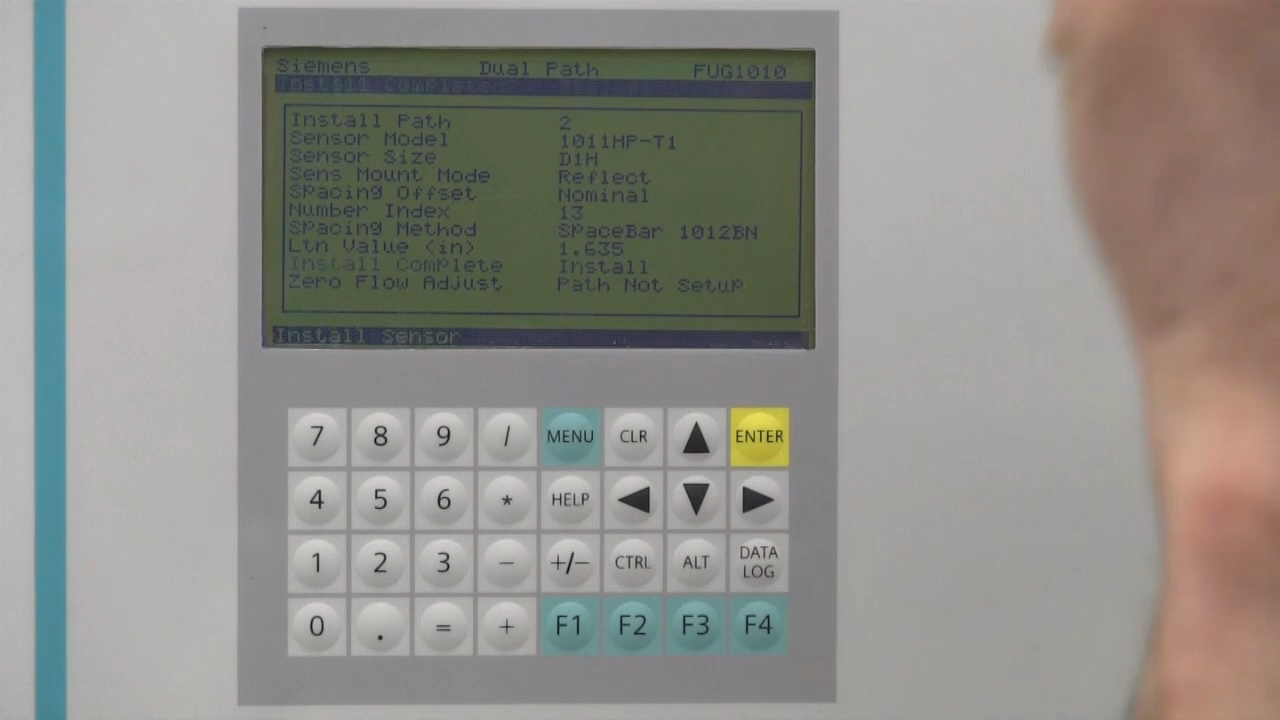 Siemens Dual Path FUG1010
Install Complete
Install Path 2
Sensor Model 1011HP-T1
Sensor Size D1H
Sens Mount Mode Reflect
Spacing Offset Nominal
Number Index 13
Spacing Method SpaceBar 1012BN
Ltn Value (in) 1.635
Install Complete Install
Zero Flow Adjust Path Not Setup
Install Sensor
7 8 9 / MENU CLR ▲ ENTER
4 5 6 * HELP ◀ ▼ ▶
1 2 3 − +/− CTRL ALT DATA LOG
0 . = + F1 F2 F3 F4